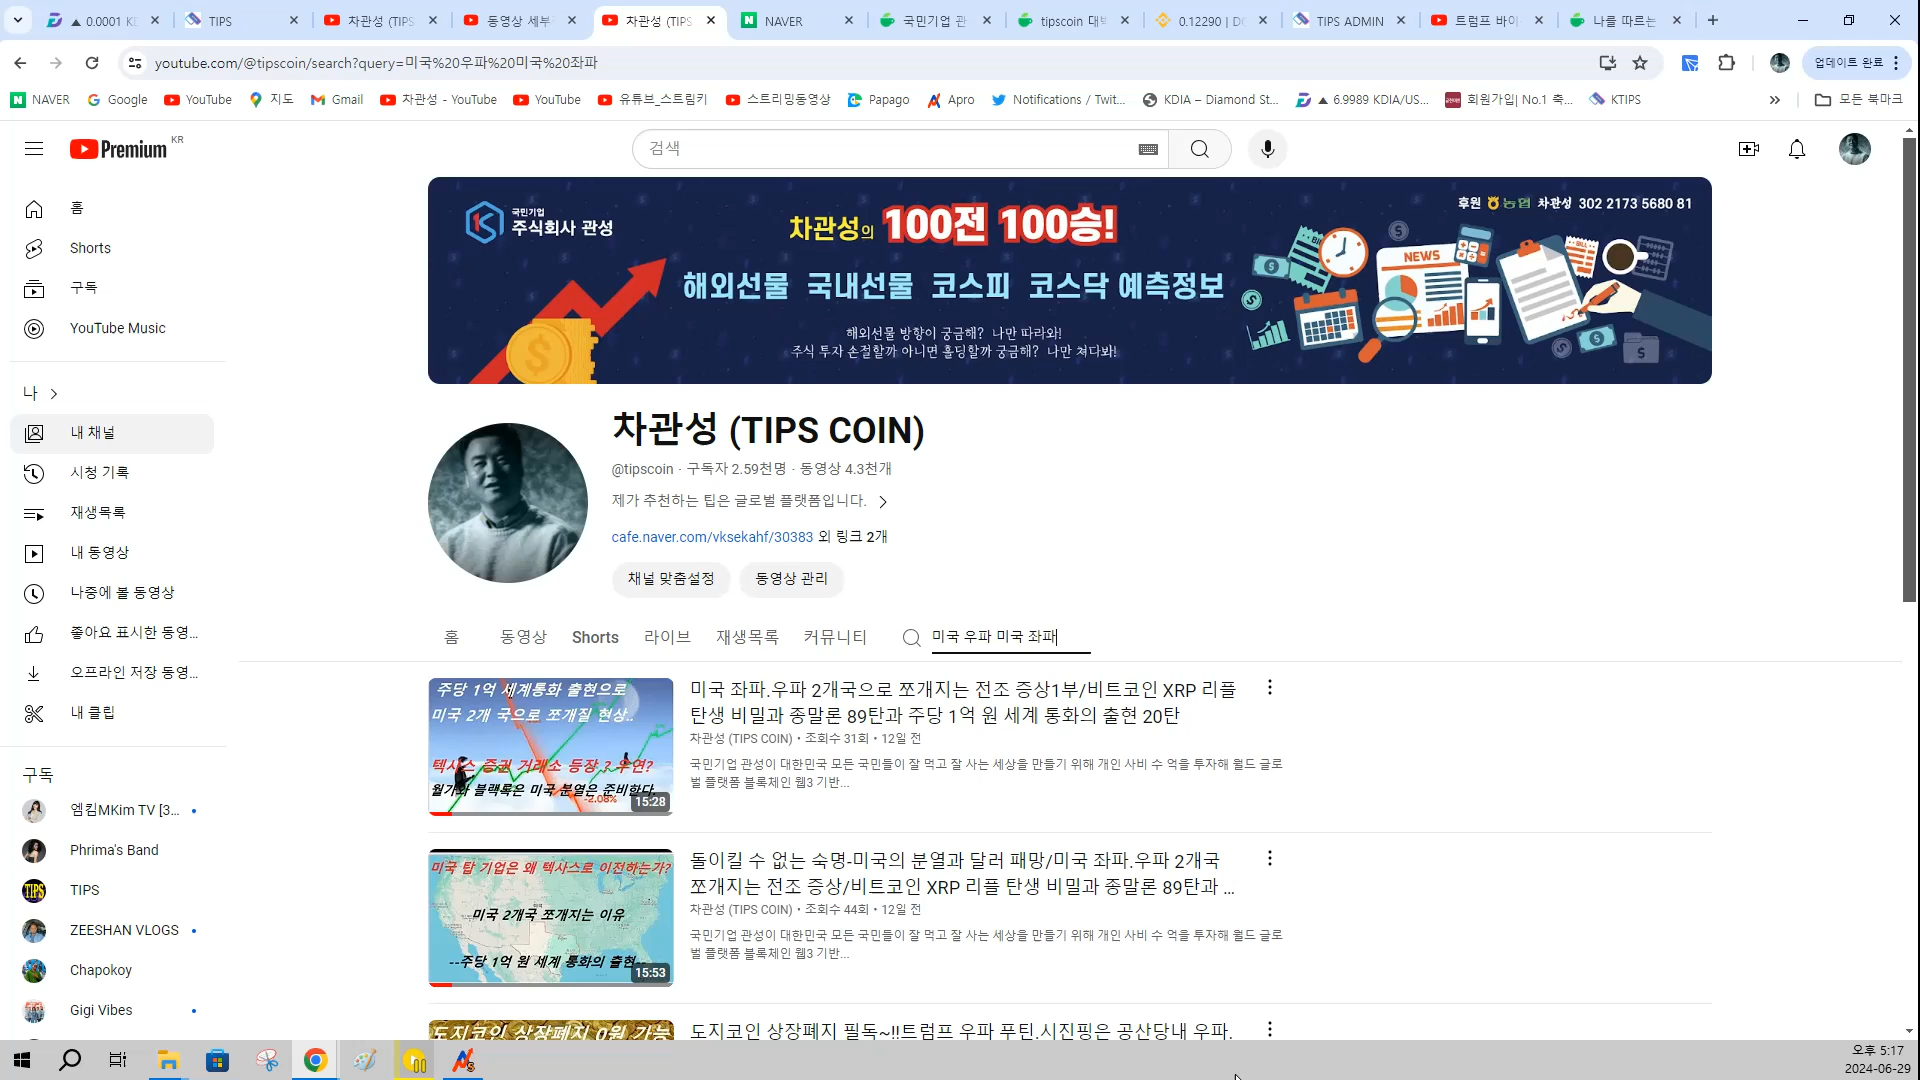 ▲ 0.0001 K
TIPS
차관성 (TIPS
동영상 세부
차관성 (TIPS
NAVER
국민기업 관
tipscoin 대박
0.12290 | D
TIPS ADMIN
트럼프 바이
나를 따르는
youtube.com/@tipscoin/search?query=미국%20우파%20미국%20좌파
업데이트 완료
NAVER
Google
YouTube
지도
Gmail
차관성 - YouTube
YouTube
유튜브_스트림키
스트리밍동영상
Papago
Apro
Notifications / Twit...
KDIA – Diamond St...
▲ 6.9989 KDIA/US...
회원가입| No.1 축...
KTIPS
모든 북마크
Premium KR
검색
홈
Shorts
구독
YouTube Music
나
내 채널
시청 기록
재생목록
내 동영상
나중에 볼 동영상
좋아요 표시한 동영...
오프라인 저장 동영...
내 클립
구독
엠킴MKim TV [3...
Phrima's Band
TIPS
ZEESHAN VLOGS
Chapokoy
Gigi Vibes
국민기업
주식회사 관성
차관성의 100전 100승!
후원 농협 차관성 302 2173 5680 81
해외선물 국내선물 코스피 코스닥 예측정보
해외선물 방향이 궁금해? 나만 따라와!
주식 투자 손절할까 아니면 홀딩할까 궁금해? 나만 쳐다봐!
NEWS
BILL
차관성 (TIPS COIN)
@tipscoin · 구독자 2.59천명 · 동영상 4.3천개
제가 추천하는 팁은 글로벌 플랫폼입니다.
cafe.naver.com/vksekahf/30383 외 링크 2개
채널 맞춤설정
동영상 관리
홈
동영상
Shorts
라이브
재생목록
커뮤니티
미국 우파 미국 좌파
주당 1억 세계통화 출현으로
미국 2개 국으로 쪼개질 현상..
텍사스 증권 거래소 등장 ? 우연?
월가와 블랙록은 미국 분열은 준비한다.
-2.08%
15:28
미국 좌파.우파 2개국으로 쪼개지는 전조 증상1부/비트코인 XRP 리플
탄생 비밀과 종말론 89탄과 주당 1억 원 세계 통화의 출현 20탄
차관성 (TIPS COIN) • 조회수 31회 • 12일 전
국민기업 관성이 대한민국 모든 국민들이 잘 먹고 잘 사는 세상을 만들기 위해 개인 사비 수 억을 투자해 월드 글로
벌 플랫폼 블록체인 웹3 기반...
미국 탑 기업은 왜 텍사스로 이전하는가?
미국 2개국 쪼개지는 이유
--주당 1억 원 세계 통화의 출현--
15:53
돌이킬 수 없는 숙명-미국의 분열과 달러 패망/미국 좌파.우파 2개국
쪼개지는 전조 증상/비트코인 XRP 리플 탄생 비밀과 종말론 89탄과 ...
차관성 (TIPS COIN) • 조회수 44회 • 12일 전
국민기업 관성이 대한민국 모든 국민들이 잘 먹고 잘 사는 세상을 만들기 위해 개인 사비 수 억을 투자해 월드 글로
벌 플랫폼 블록체인 웹3 기반...
도지코인 상장폐지 0원 가능
도지코인 상장폐지 필독~!!트럼프 우파 푸틴.시진핑은 공산당내 우파.
오후 5:17
2024-06-29